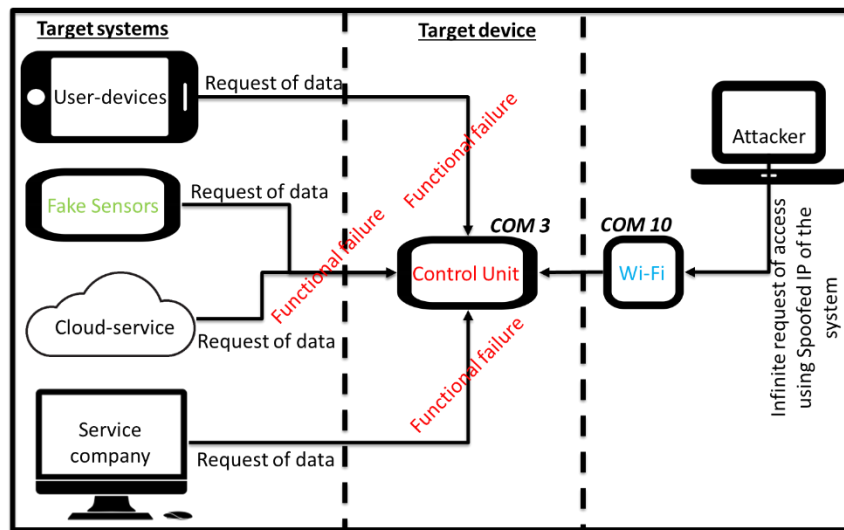 Target systems
Target device
User-devices
Request of data
Functional failure
Attacker
Fake Sensors
Request of data
Functional failure
COM 3
COM 10
Control Unit
Wi-Fi
Infinite request of access
using Spoofed IP of the
system
Cloud-service
Request of data
Functional failure
Service
company
Request of data